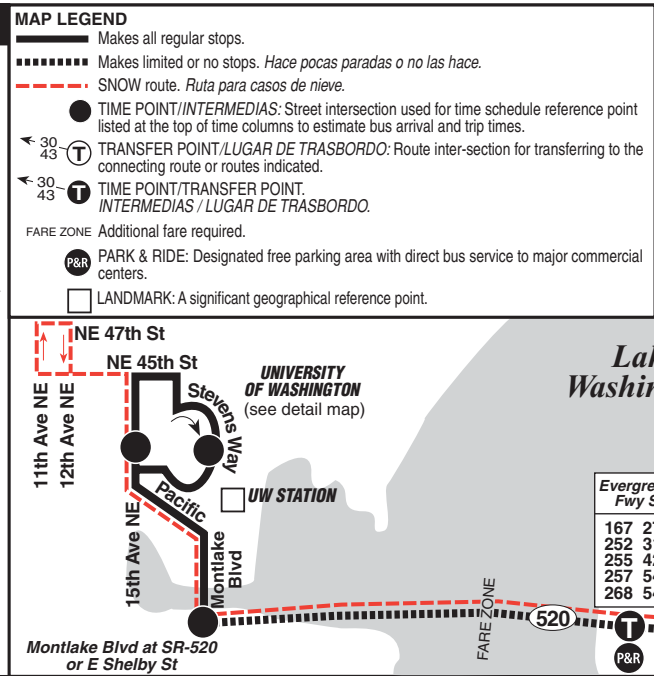 MAP LEGEND
Makes all regular stops.
Makes limited or no stops. Hace pocas paradas o no las hace.
SNOW route. Ruta para casos de nieve.
TIME POINT/INTERMEDIAS: Street intersection used for time schedule reference point
listed at the top of time columns to estimate bus arrival and trip times.
30
43 T TRANSFER POINT/LUGAR DE TRASBORDO: Route inter-section for transferring to the
connecting route or routes indicated.
30
43 T TIME POINT/TRANSFER POINT.
INTERMEDIAS / LUGAR DE TRASBORDO.
FARE ZONE Additional fare required.
P&R PARK & RIDE: Designated free parking area with direct bus service to major commercial
centers.
LANDMARK: A significant geographical reference point.
NE 47th St
NE 45th St
11th Ave NE
12th Ave NE
15th Ave NE
Stevens Way
UNIVERSITY
OF WASHINGTON
(see detail map)
UW STATION
Pacific
Montlake
Blvd
Montlake Blvd at SR-520
or E Shelby St
FARE ZONE
520
Fwy
167
252
255
257
268
T
P&R